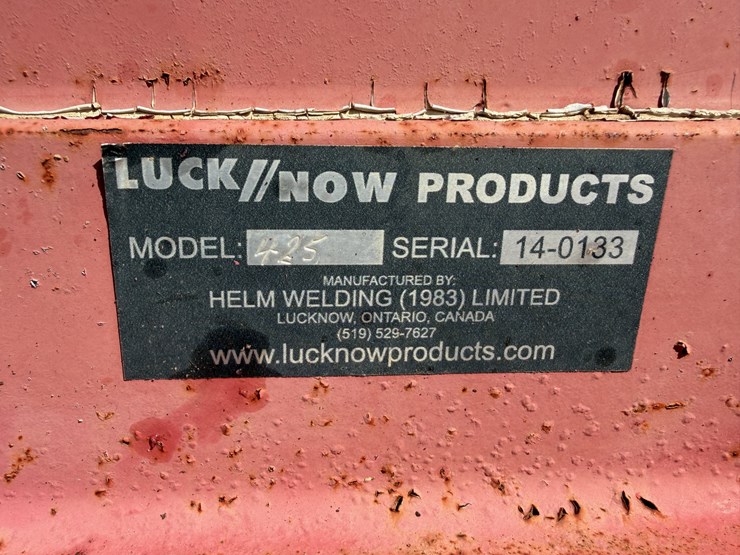 LUCK//NOW PRODUCTS
MODEL: 425 SERIAL: 14-0133
MANUFACTURED BY:
HELM WELDING (1983) LIMITED
LUCKNOW, ONTARIO, CANADA
(519) 529-7627
www.lucknowproducts.com